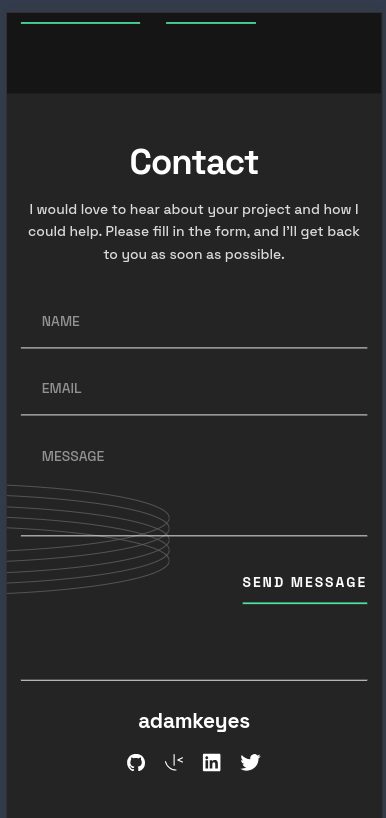 Contact
I would love to hear about your project and how I
could help. Please fill in the form, and I'll get back
to you as soon as possible.
NAME
EMAIL
MESSAGE
SEND MESSAGE
adamkeyes